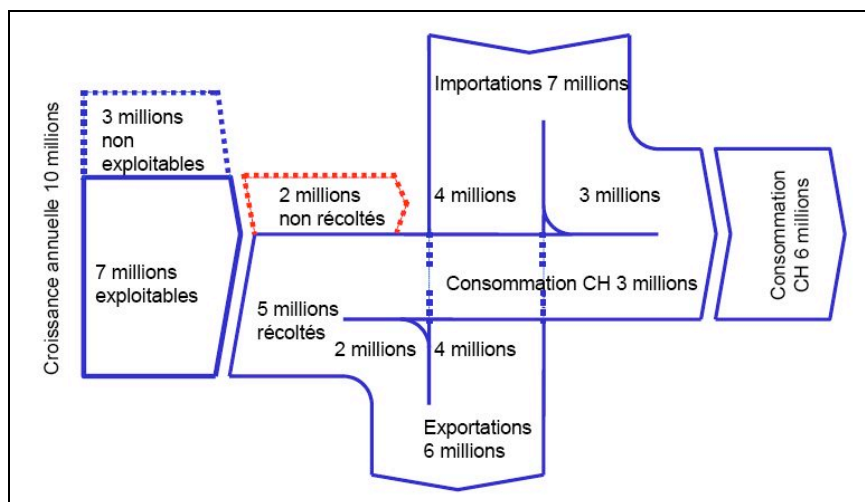 Croissance annuelle 10 millions
3 millions
non
exploitables
7 millions
exploitables
2 millions
non récoltés
5 millions
récoltés
Importations 7 millions
4 millions
3 millions
Consommation CH 3 millions
2 millions
4 millions
Exportations
6 millions
Consommation
CH 6 millions